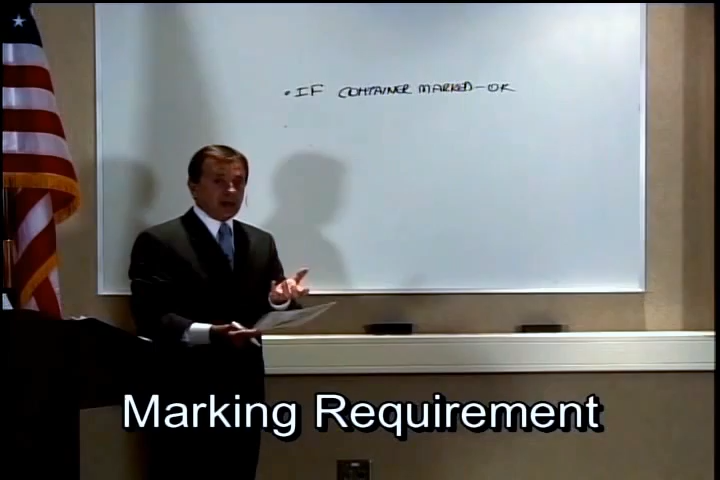 • IF CONTAINER MARKED - OK
Marking Requirement